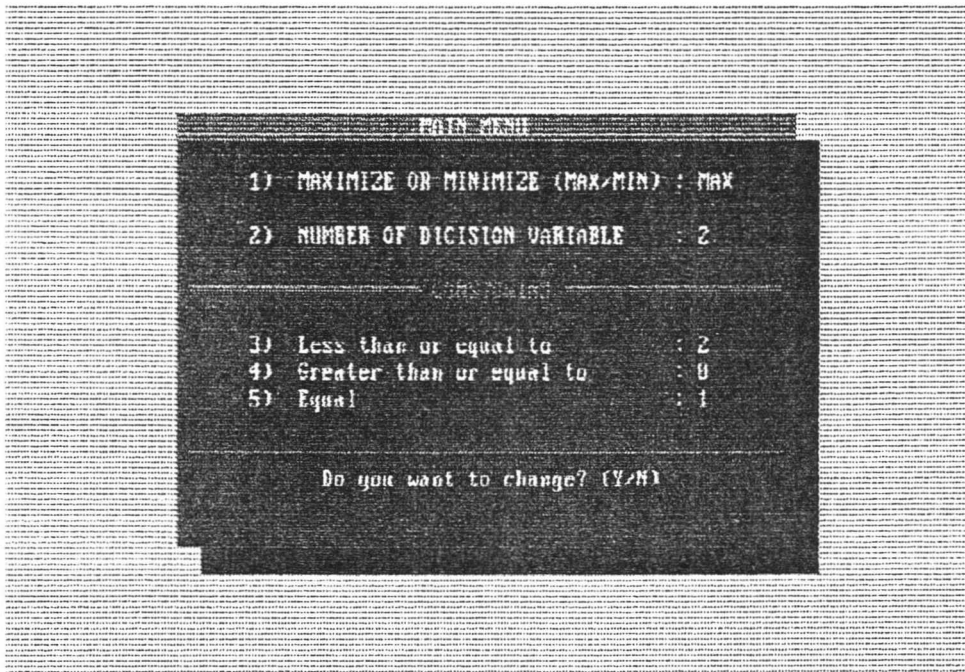 MAIN MENU
1) MAXIMIZE OR MINIMIZE (MAX/MIN) : MAX
2) NUMBER OF DICISION VARIABLE : 2
3) Less than or equal to : 2
4) Greater than or equal to : 0
5) Equal : 1
Do you want to change? (Y/N)